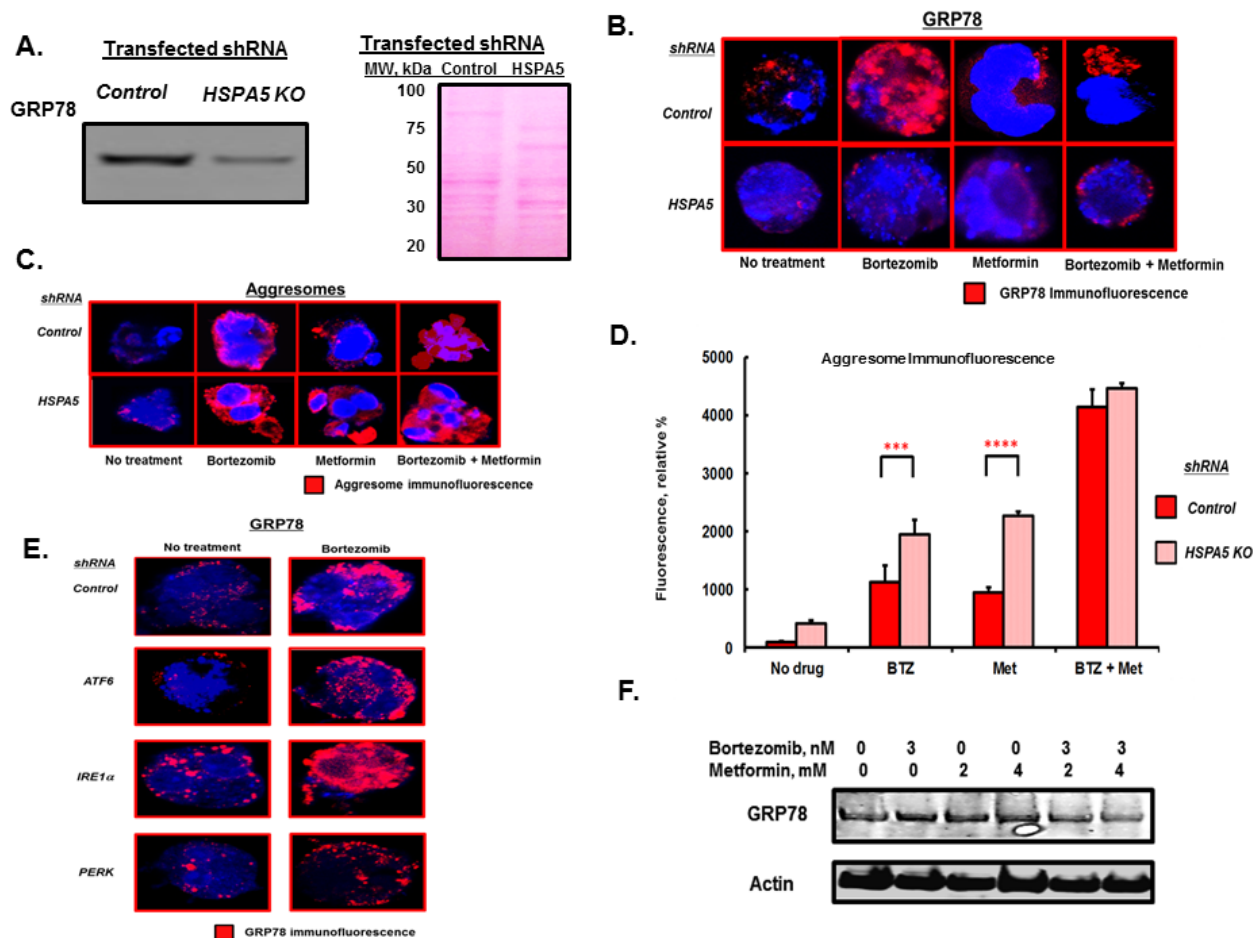 A.
Transfected shRNA
Control HSPA5 KO
GRP78
Transfected shRNA
MW, kDa Control HSPA5
100
75
50
30
20
B.
GRP78
shRNA
Control
HSPA5
No treatment Bortezomib Metformin Bortezomib + Metformin
GRP78 Immunofluorescence
C.
Aggresomes
shRNA
Control
HSPA5
No treatment Bortezomib Metformin Bortezomib + Metformin
Aggresome immunofluorescence
D.
Aggresome Immunofluorescence
Fluorescence, relative %
5000
4000
3000
2000
1000
0
*** ****
No drug BTZ Met BTZ + Met
shRNA
Control
HSPA5 KO
E.
GRP78
No treatment Bortezomib
shRNA
Control
ATF6
IRE1α
PERK
GRP78 immunofluorescence
F.
Bortezomib, nM 0 3 0 0 3 3
Metformin, mM 0 0 2 4 2 4
GRP78
Actin